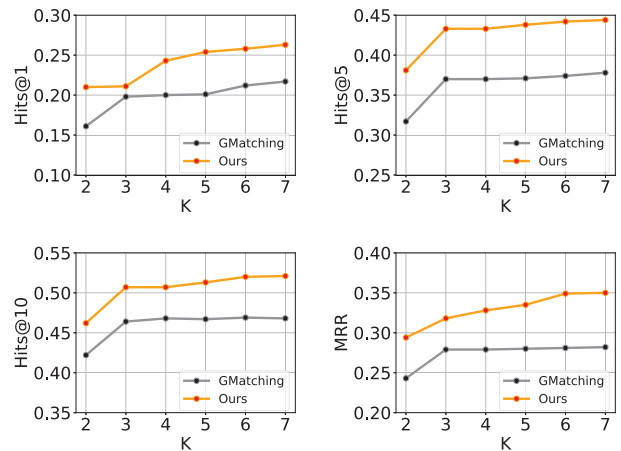 0.30
0.25
0.20
0.15
0.10
Hits@1
2 3 4 5 6 7
K
GMatching
Ours
0.45
0.40
0.35
0.30
0.25
Hits@5
2 3 4 5 6 7
K
GMatching
Ours
0.55
0.50
0.45
0.40
0.35
Hits@10
2 3 4 5 6 7
K
GMatching
Ours
0.40
0.35
0.30
0.25
0.20
MRR
2 3 4 5 6 7
K
GMatching
Ours